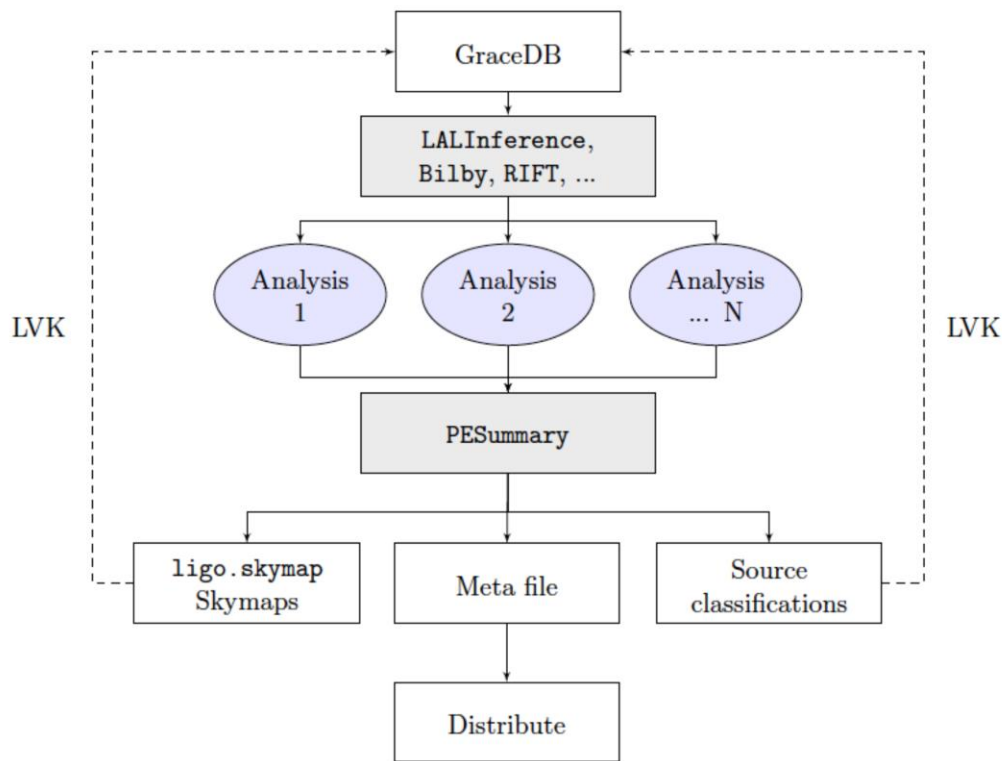 GraceDB
LALInference,
Bilby, RIFT, ...
Analysis
1
Analysis
2
Analysis
... N
LVK
LVK
PESummary
ligo.skymap
Skymaps
Meta file
Source
classifications
Distribute